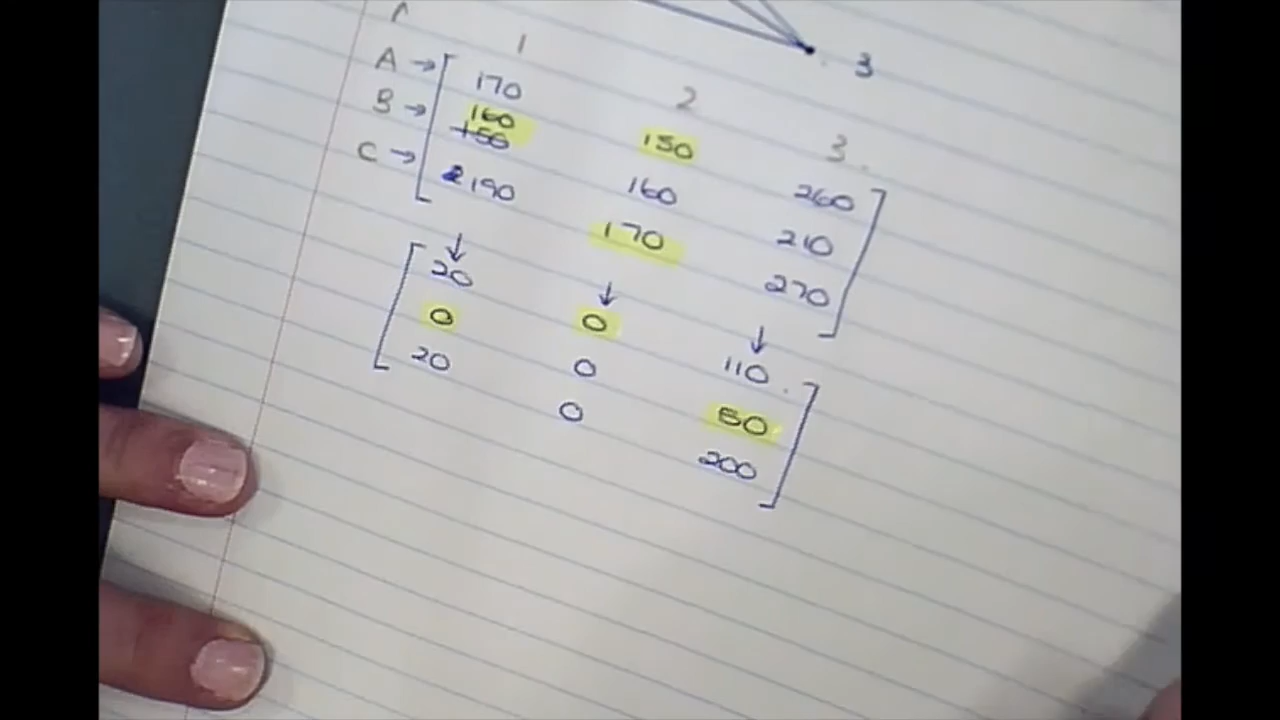 3
1 2 3.
A → 170 150 260
B → 160 160 210
150
C → 190 170 270
20 0 110.
0 0 50
20 0 200